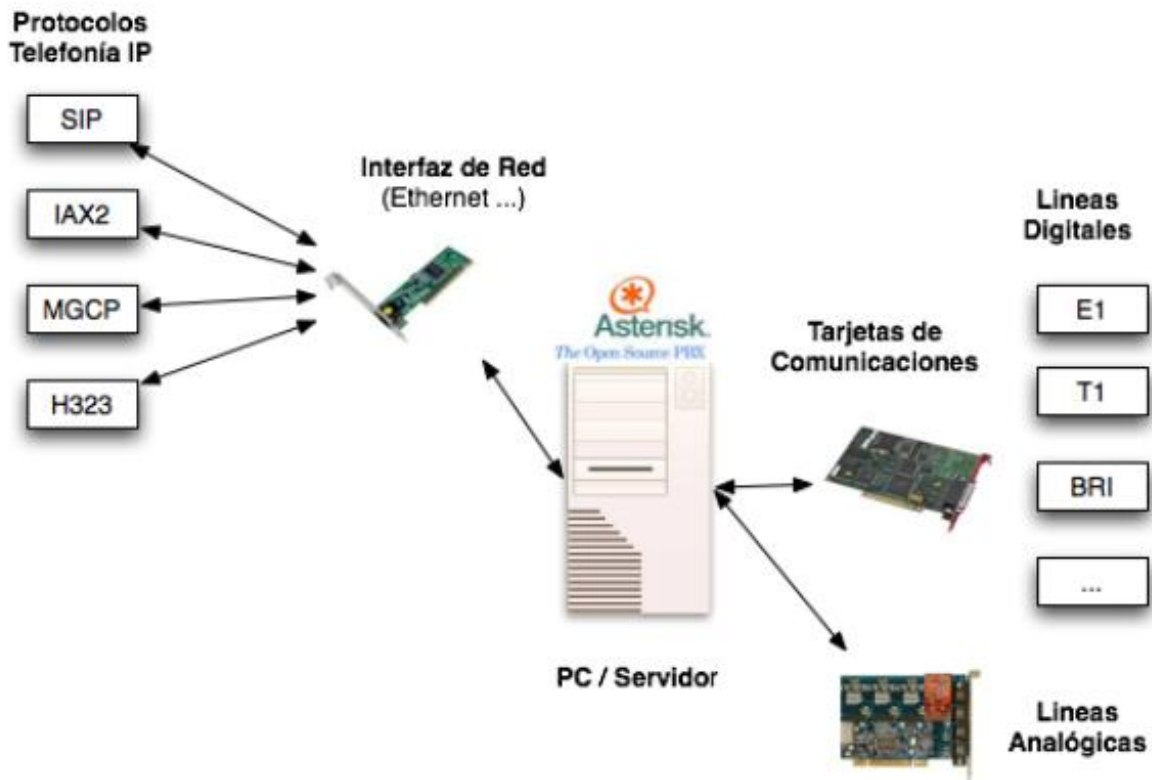 Protocolos
Telefonía IP
SIP
IAX2
MGCP
H323
Interfaz de Red
(Ethernet ...)
Asterisk.
The Open Source PBX
PC / Servidor
Tarjetas de
Comunicaciones
Lineas
Digitales
E1
T1
BRI
...
Lineas
Analógicas